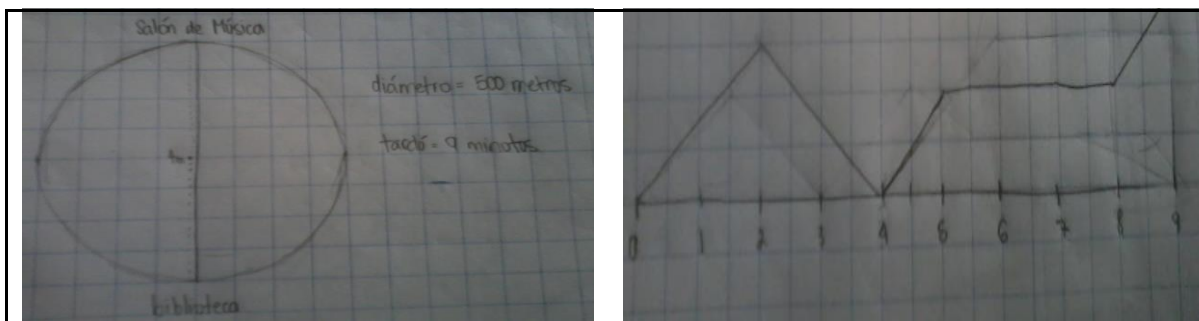 Salón de Música
diámetro = 500 metros
tardó = 9 minutos
biblioteca
0 1 2 3 4 5 6 7 8 9